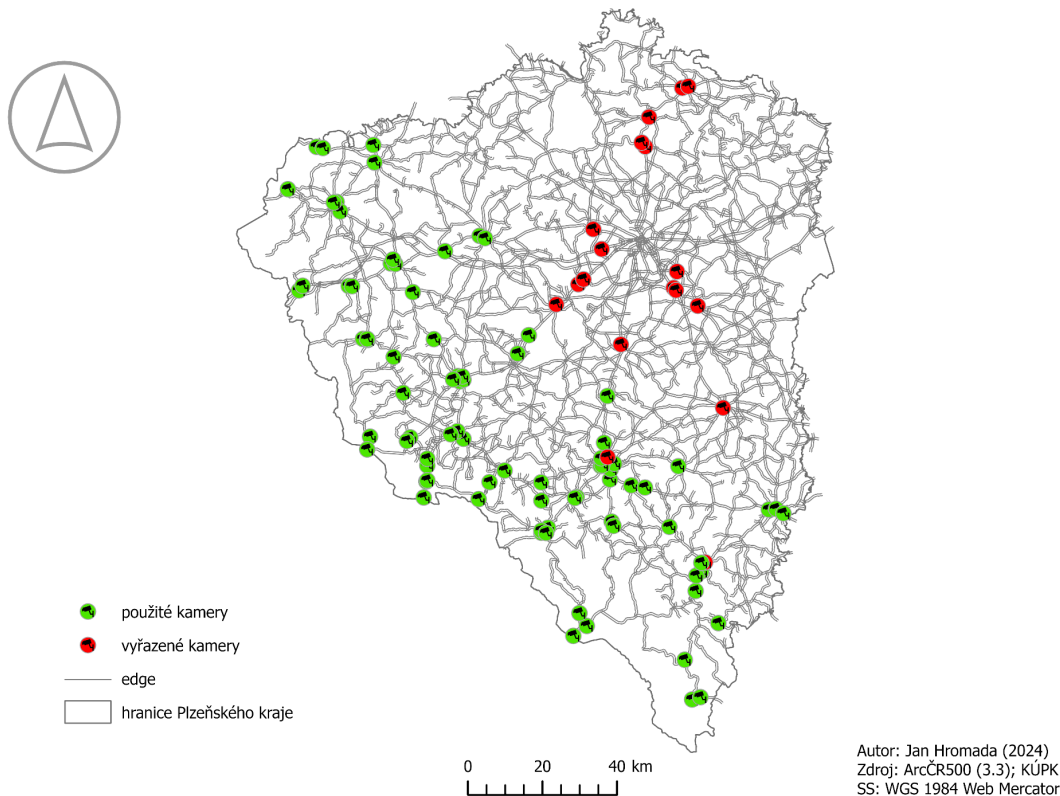 použité kamery
vyřazené kamery
edge
hranice Plzeňského kraje
0 20 40 km
Autor: Jan Hromada (2024)
Zdroj: ArcČR500 (3.3); KÚPK
SS: WGS 1984 Web Mercator